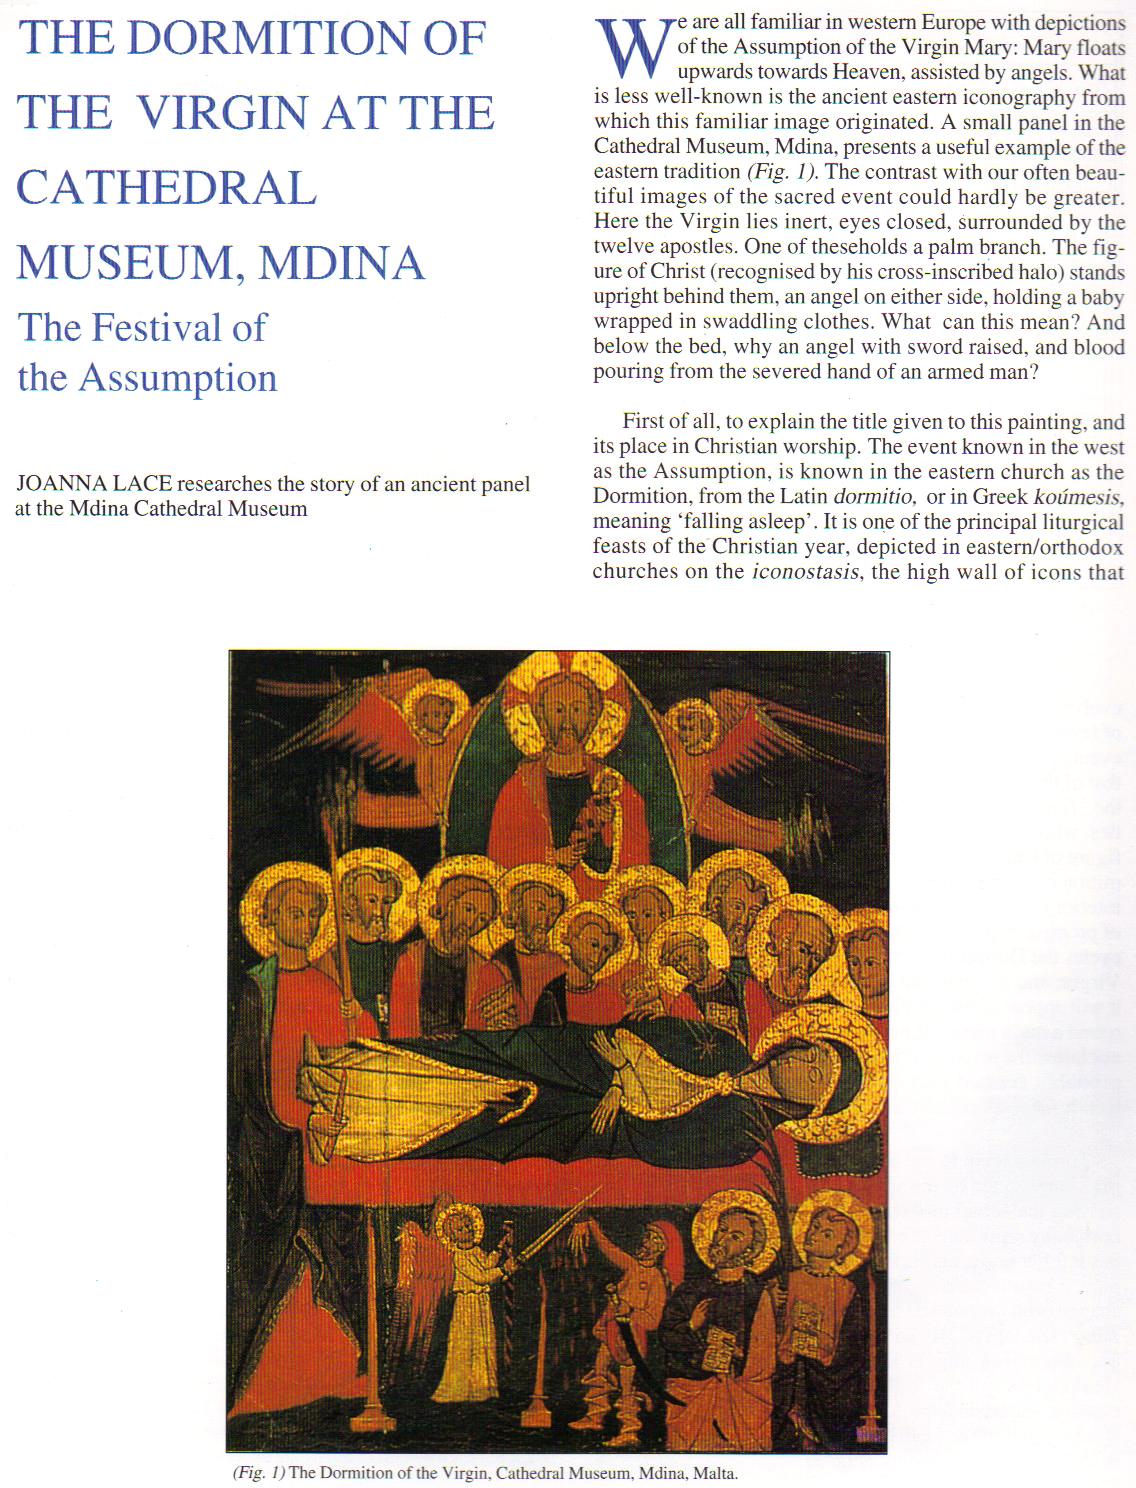 THE DORMITION OF
THE VIRGIN AT THE
CATHEDRAL
MUSEUM, MDINA
The Festival of
the Assumption
JOANNA LACE researches the story of an ancient panel
at the Mdina Cathedral Museum
We are all familiar in western Europe with depictions
of the Assumption of the Virgin Mary: Mary floats
upwards towards Heaven, assisted by angels. What
is less well-known is the ancient eastern iconography from
which this familiar image originated. A small panel in the
Cathedral Museum, Mdina, presents a useful example of the
eastern tradition (Fig. 1). The contrast with our often beau-
tiful images of the sacred event could hardly be greater.
Here the Virgin lies inert, eyes closed, surrounded by the
twelve apostles. One of theseholds a palm branch. The fig-
ure of Christ (recognised by his cross-inscribed halo) stands
upright behind them, an angel on either side, holding a baby
wrapped in swaddling clothes. What can this mean? And
below the bed, why an angel with sword raised, and blood
pouring from the severed hand of an armed man?
First of all, to explain the title given to this painting, and
its place in Christian worship. The event known in the west
as the Assumption, is known in the eastern church as the
Dormition, from the Latin dormitio, or in Greek koúmesis,
meaning ‘falling asleep’. It is one of the principal liturgical
feasts of the Christian year, depicted in eastern/orthodox
churches on the iconostasis, the high wall of icons that
(Fig. 1) The Dormition of the Virgin, Cathedral Museum, Mdina, Malta.